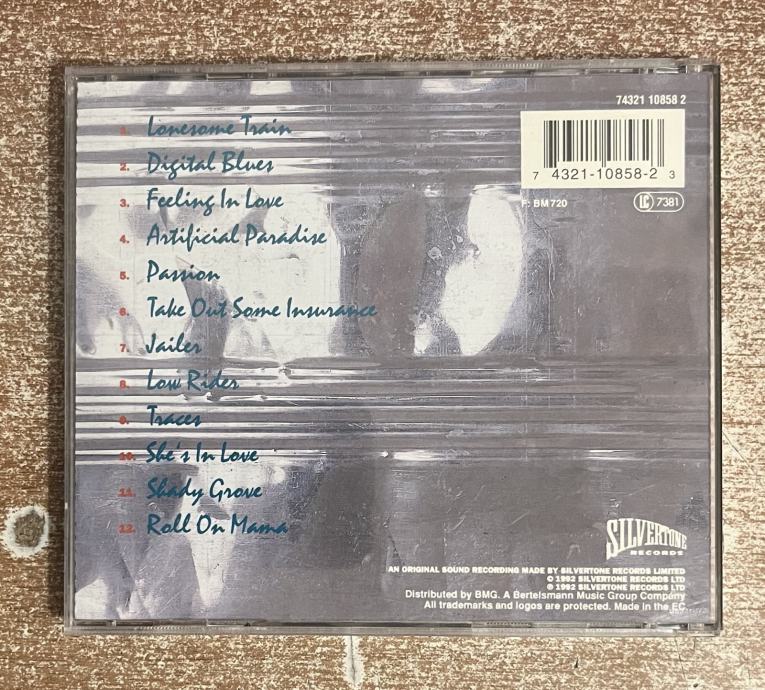 74321 10858 2
7 4321-10858-2 3
F: BM 720
LC 7381
1. Lonesome Train
2. Digital Blues
3. Feeling In Love
4. Artificial Paradise
5. Passion
6. Take Out Some Insurance
7. Jailer
8. Low Rider
9. Traces
10. She's In Love
11. Shady Grove
12. Roll On Mama
SILVERTONE
RECORDS
AN ORIGINAL SOUND RECORDING MADE BY SILVERTONE RECORDS LIMITED
℗ 1992 SILVERTONE RECORDS LTD
© 1992 SILVERTONE RECORDS LTD
Distributed by BMG. A Bertelsmann Music Group Company
All trademarks and logos are protected. Made in the EC